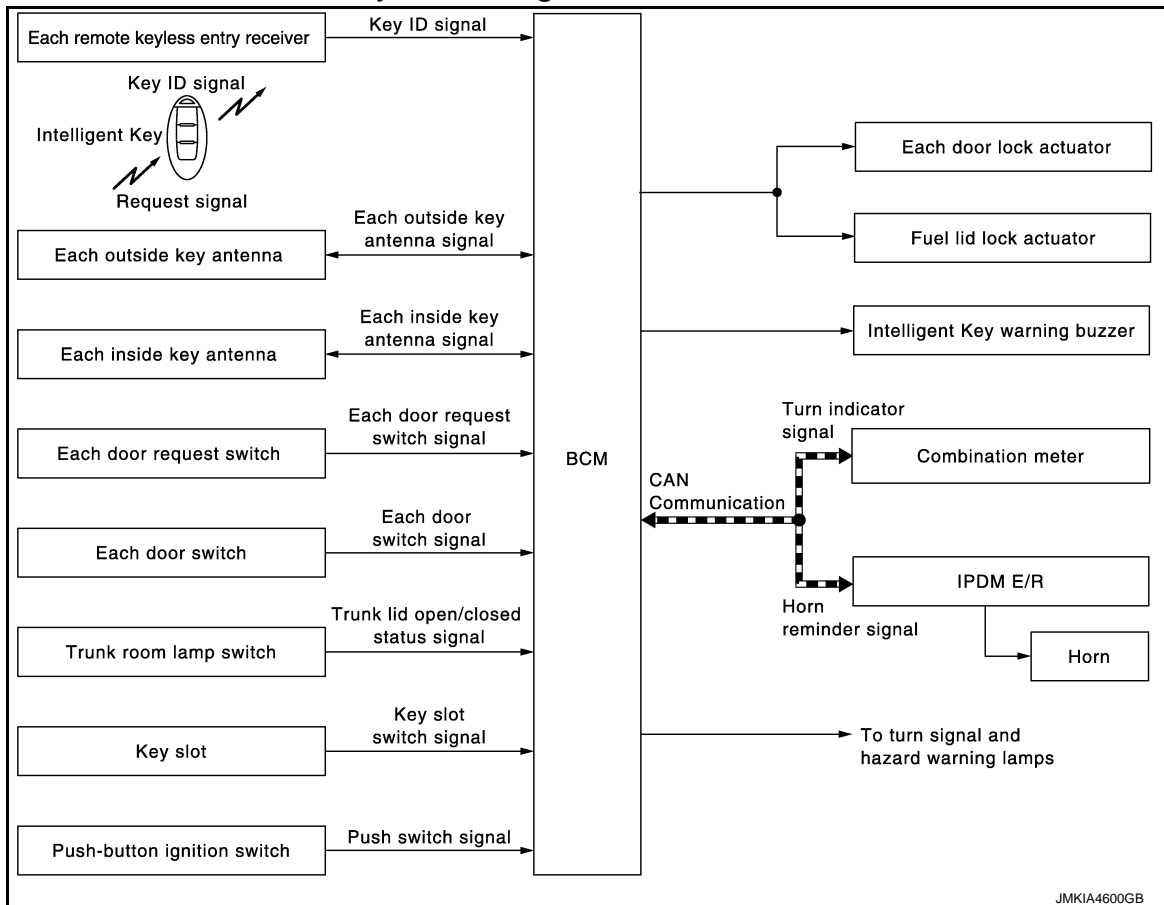 Each remote keyless entry receiver
Key ID signal
Key ID signal
Intelligent Key
Request signal
Each outside key
antenna signal
Each outside key antenna
Each inside key
antenna signal
Each inside key antenna
Each door request
switch signal
Each door request switch
Each door
switch signal
Each door switch
Trunk lid open/closed
status signal
Trunk room lamp switch
Key slot
switch signal
Key slot
Push switch signal
Push-button ignition switch
BCM
Each door lock actuator
Fuel lid lock actuator
Intelligent Key warning buzzer
Turn indicator
signal
Combination meter
CAN
Communication
IPDM E/R
Horn
reminder signal
Horn
To turn signal and
hazard warning lamps
JMKIA4600GB